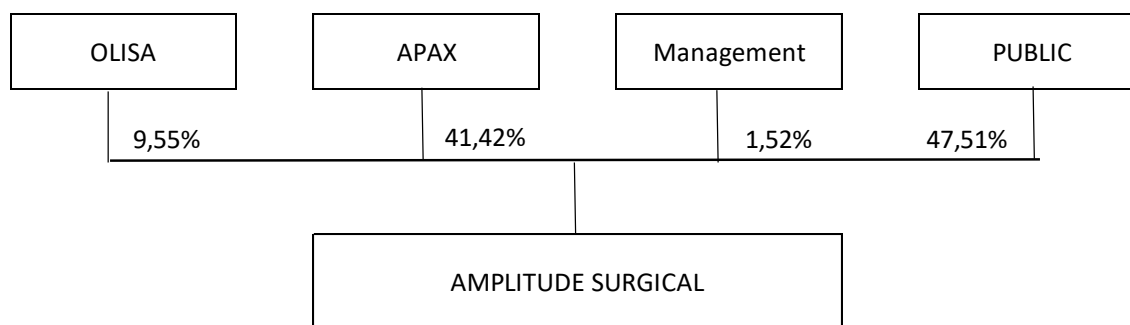 OLISA APAX Management PUBLIC
9,55% 41,42% 1,52% 47,51%
AMPLITUDE SURGICAL